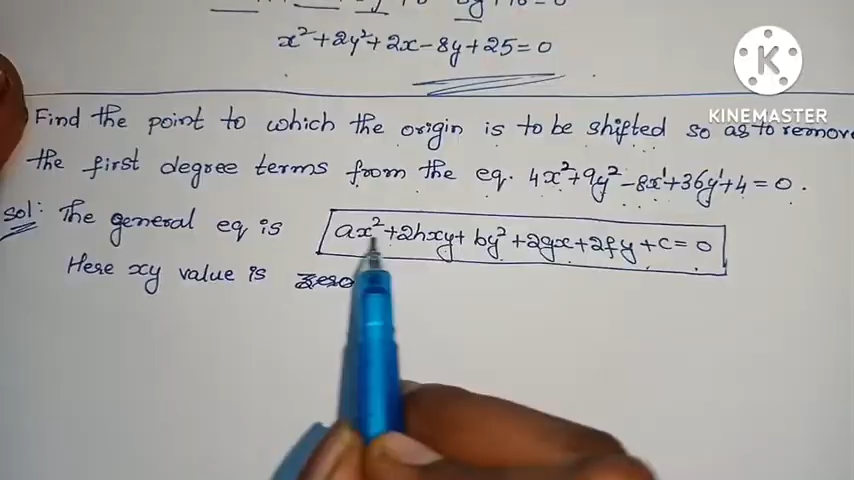 x² + 2y² + 2x - 8y + 25 = 0
K
KINEMASTER
Find the point to which the origin is to be shifted so as to remove
the first degree terms from the eq. 4x² + 9y² - 8x¹ + 36y¹ + 4 = 0.
Sol: The general eq is ax² + 2hxy + by² + 2gx + 2fy + c = 0
Here xy value is zero